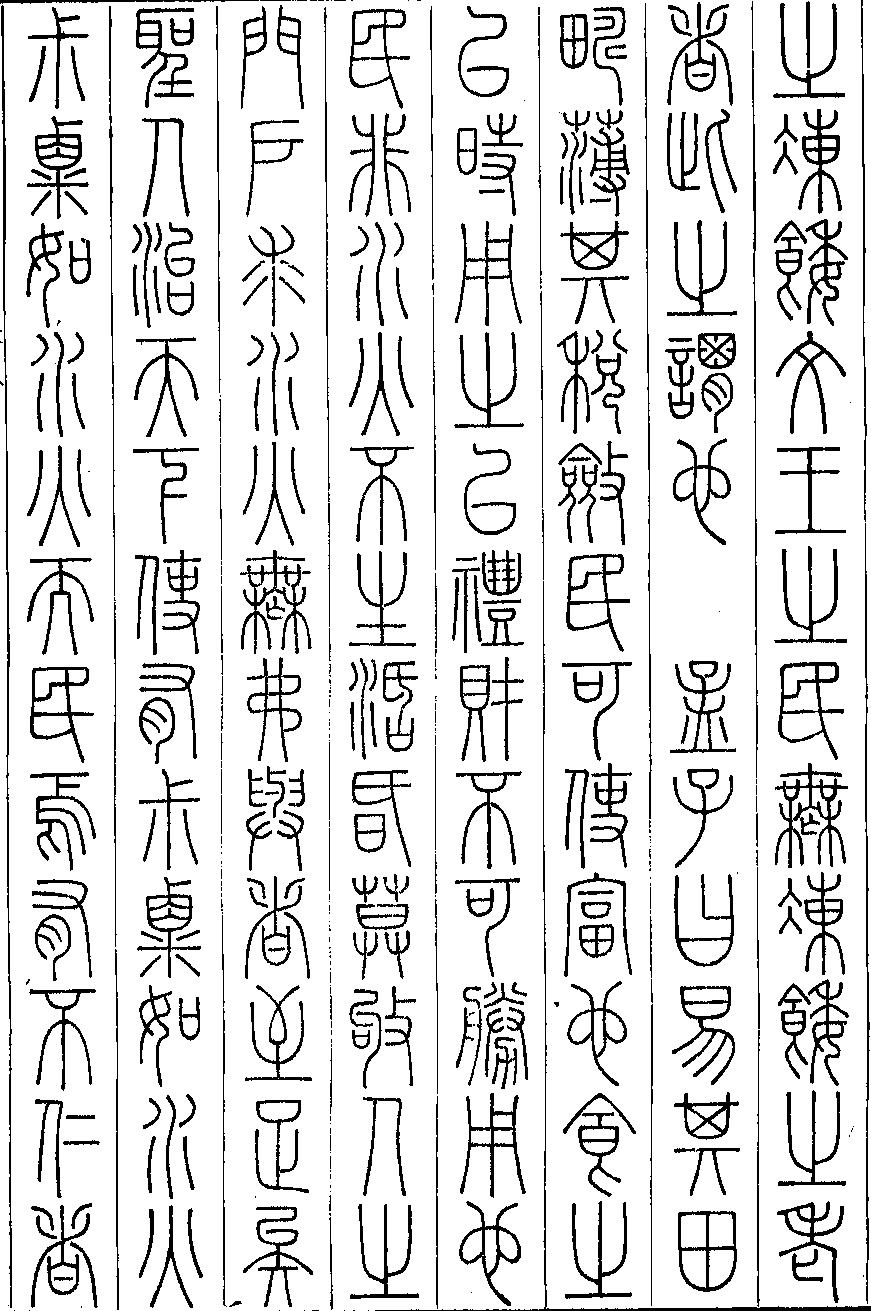 之凍餒文王之民無凍餒之老
者此之謂也　孟子曰易其田
疇薄其稅斂民可使富也食之
以時用之以禮財不可勝用也
民非水火不生活昏莫敂人之
門戶求水火無弗與者至足矣
聖人治天下使有尗粟如水火
尗粟如水火而民焉有不仁者